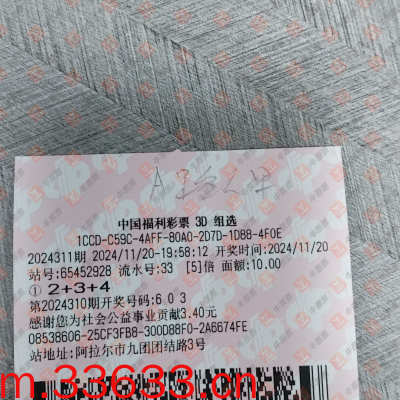 中国福利彩票 3D 组选
1CCD-C59C-4AFF-80A0-2D7D-1D88-4F0E
2024311期 2024/11/20-19:58:12 开奖时间:2024/11/20
站号:65452928 流水号:33 [5]倍 面额:10.00
① 2+3+4
第2024310期开奖号码:6 0 3
感谢您为社会公益事业贡献3.40元
08538606-25CF3FB8-300D88F0-2A6674FE
站地址:阿拉尔市九团团结路3号
m.33633.com